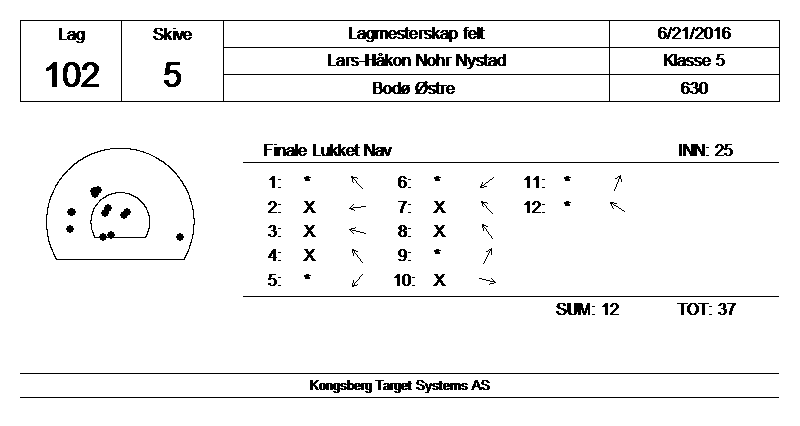 Lag Skive Lagmesterskap felt 6/21/2016
102 5 Lars-Håkon Nohr Nystad Klasse 5
Bodø Østre 630
Finale Lukket Nav INN: 25
1: * 6: * 11: *
2: X 7: X 12: *
3: X 8: X
4: X 9: *
5: * 10: X
SUM: 12 TOT: 37
Kongsberg Target Systems AS